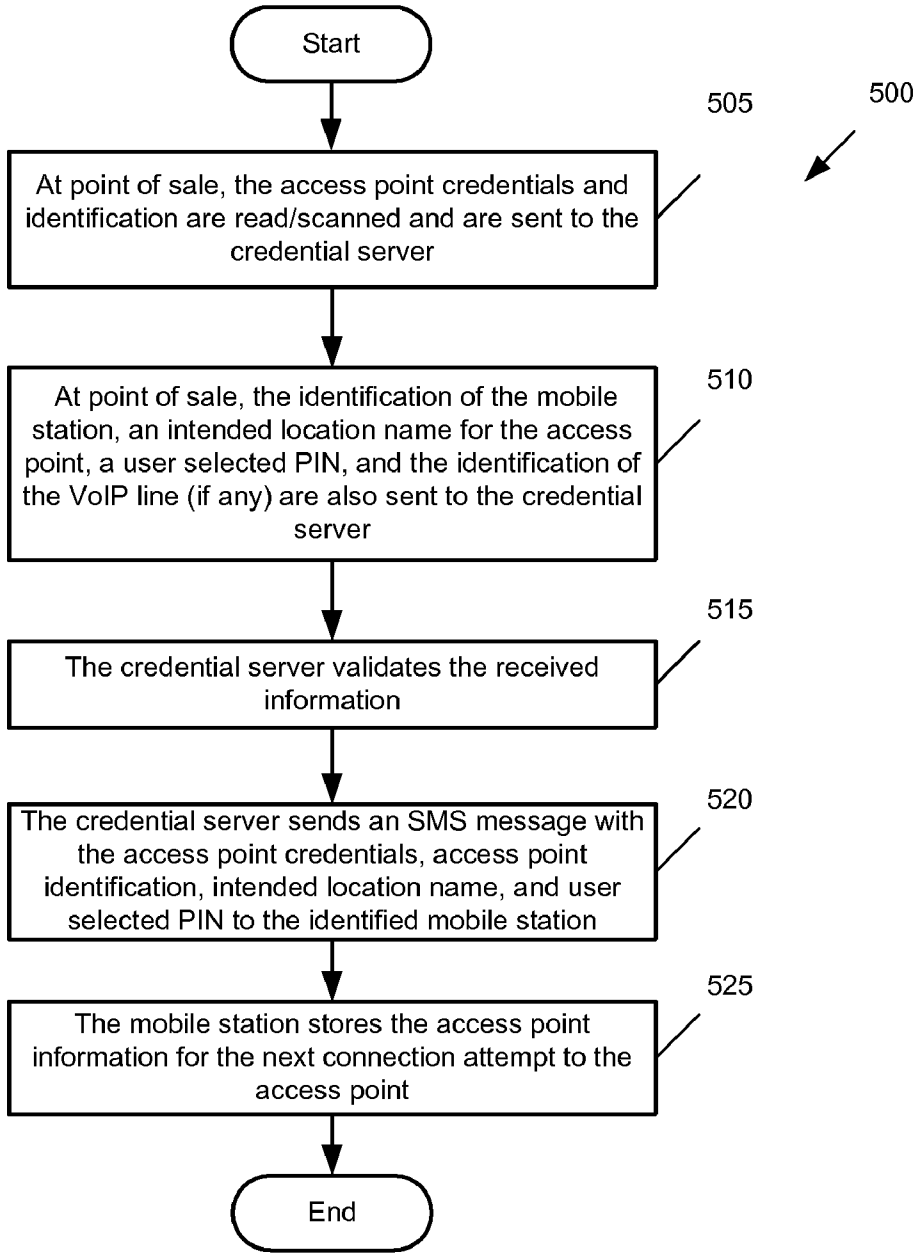 Start
505
500
At point of sale, the access point credentials and
identification are read/scanned and are sent to the
credential server
510
At point of sale, the identification of the mobile
station, an intended location name for the access
point, a user selected PIN, and the identification of
the VoIP line (if any) are also sent to the credential
server
515
The credential server validates the received
information
520
The credential server sends an SMS message with
the access point credentials, access point
identification, intended location name, and user
selected PIN to the identified mobile station
525
The mobile station stores the access point
information for the next connection attempt to the
access point
End